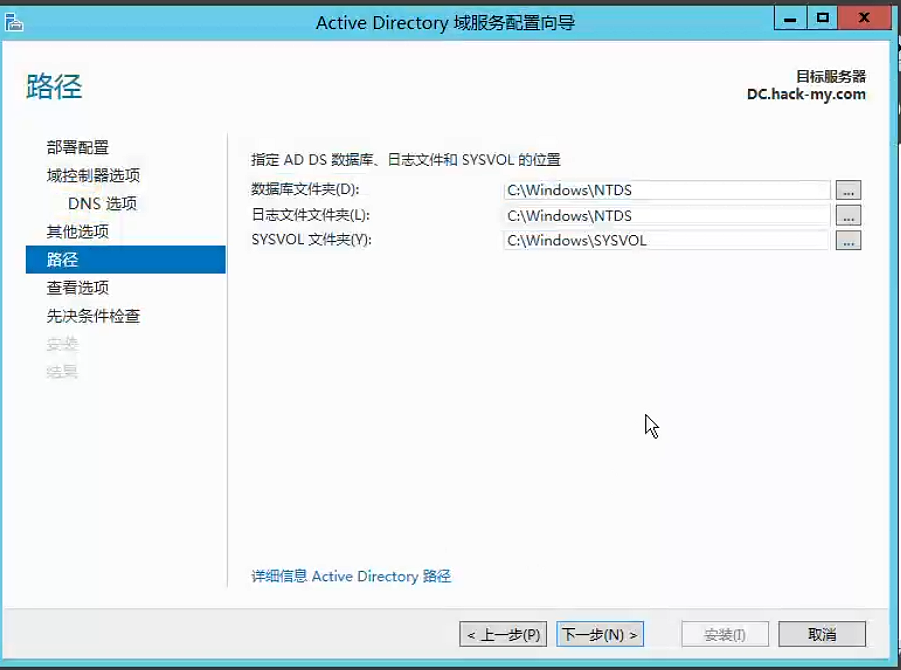 Active Directory 域服务配置向导
路径
目标服务器
DC.hack-my.com
部署配置
域控制器选项
DNS 选项
其他选项
路径
查看选项
先决条件检查
安装
结果
指定 AD DS 数据库、日志文件和 SYSVOL 的位置
数据库文件夹(D): C:\Windows\NTDS ...
日志文件文件夹(L): C:\Windows\NTDS ...
SYSVOL 文件夹(Y): C:\Windows\SYSVOL ...
详细信息 Active Directory 路径
< 上一步(P) 下一步(N) > 安装(I) 取消